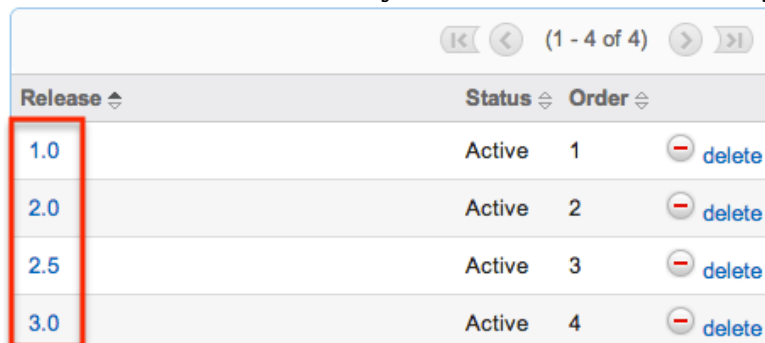 (1 - 4 of 4)
Release Status Order
1.0 Active 1 delete
2.0 Active 2 delete
2.5 Active 3 delete
3.0 Active 4 delete